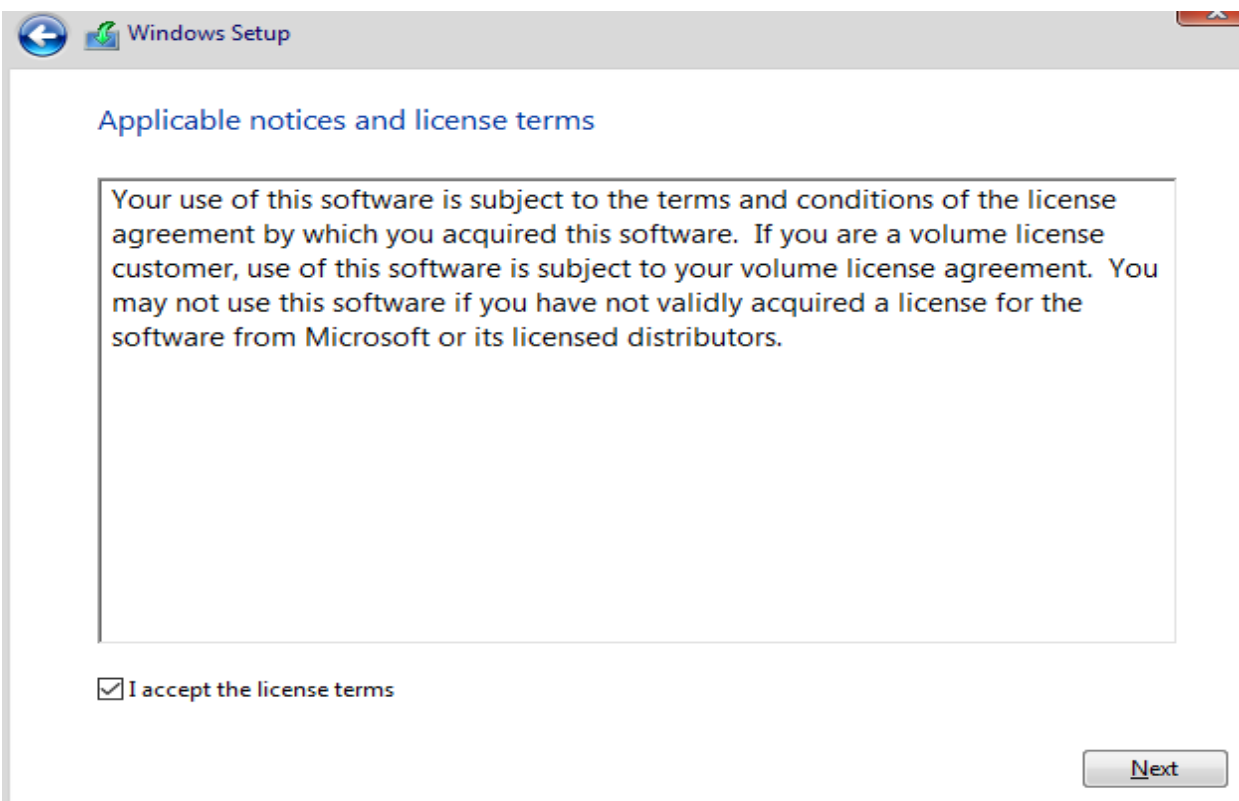 Windows Setup
Applicable notices and license terms
Your use of this software is subject to the terms and conditions of the license
agreement by which you acquired this software.  If you are a volume license
customer, use of this software is subject to your volume license agreement.  You
may not use this software if you have not validly acquired a license for the
software from Microsoft or its licensed distributors.
I accept the license terms
Next